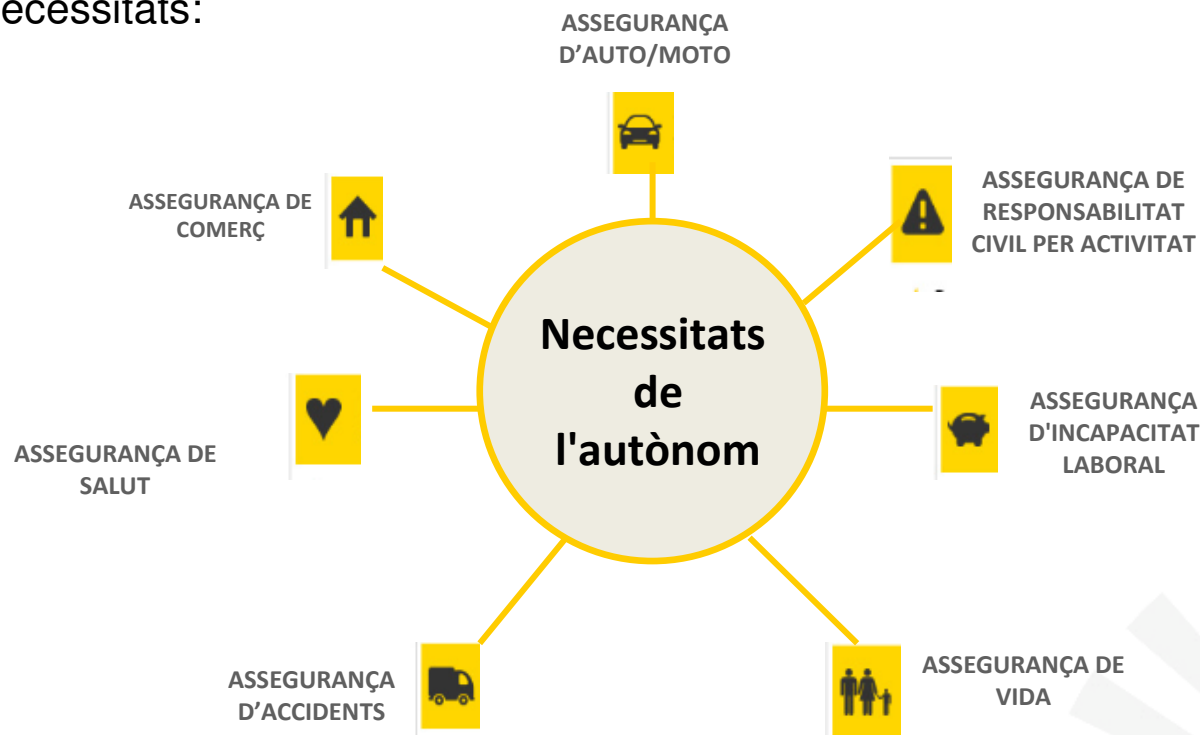 ecessitats:
ASSEGURANÇA
D’AUTO/MOTO
ASSEGURANÇA DE
COMERÇ
ASSEGURANÇA DE
RESPONSABILITAT
CIVIL PER ACTIVITAT
Necessitats
de
l'autònom
ASSEGURANÇA DE
SALUT
ASSEGURANÇA
D'INCAPACITAT
LABORAL
ASSEGURANÇA
D’ACCIDENTS
ASSEGURANÇA DE
VIDA